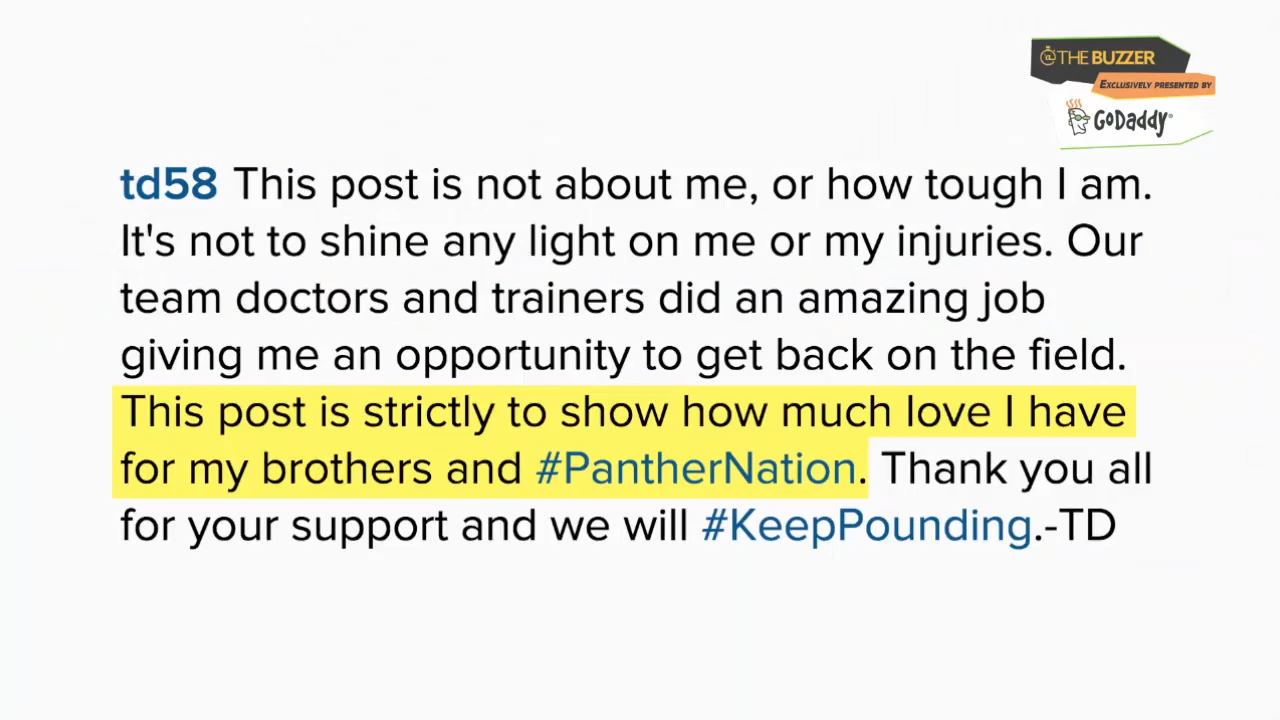 THE BUZZER
EXCLUSIVELY PRESENTED BY
GoDaddy
td58 This post is not about me, or how tough I am.
It's not to shine any light on me or my injuries. Our
team doctors and trainers did an amazing job
giving me an opportunity to get back on the field.
This post is strictly to show how much love I have
for my brothers and #PantherNation. Thank you all
for your support and we will #KeepPounding.-TD